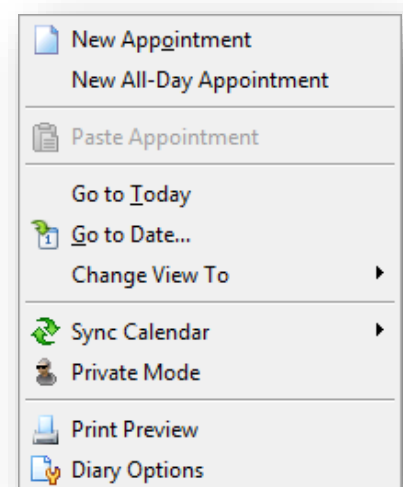 New Appointment
New All-Day Appointment
Paste Appointment
Go to Today
Go to Date...
Change View To
Sync Calendar
Private Mode
Print Preview
Diary Options